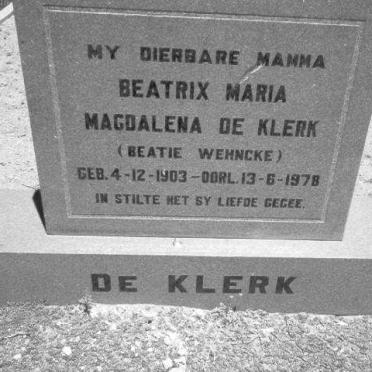 MY DIERBARE MAMMA
BEATRIX MARIA
MAGDALENA DE KLERK
(BEATIE WEHNCKE)
GEB. 4-12-1903 - OORL. 13-6-1978
IN STILTE HET SY LIEFDE GEGEE.
DE KLERK